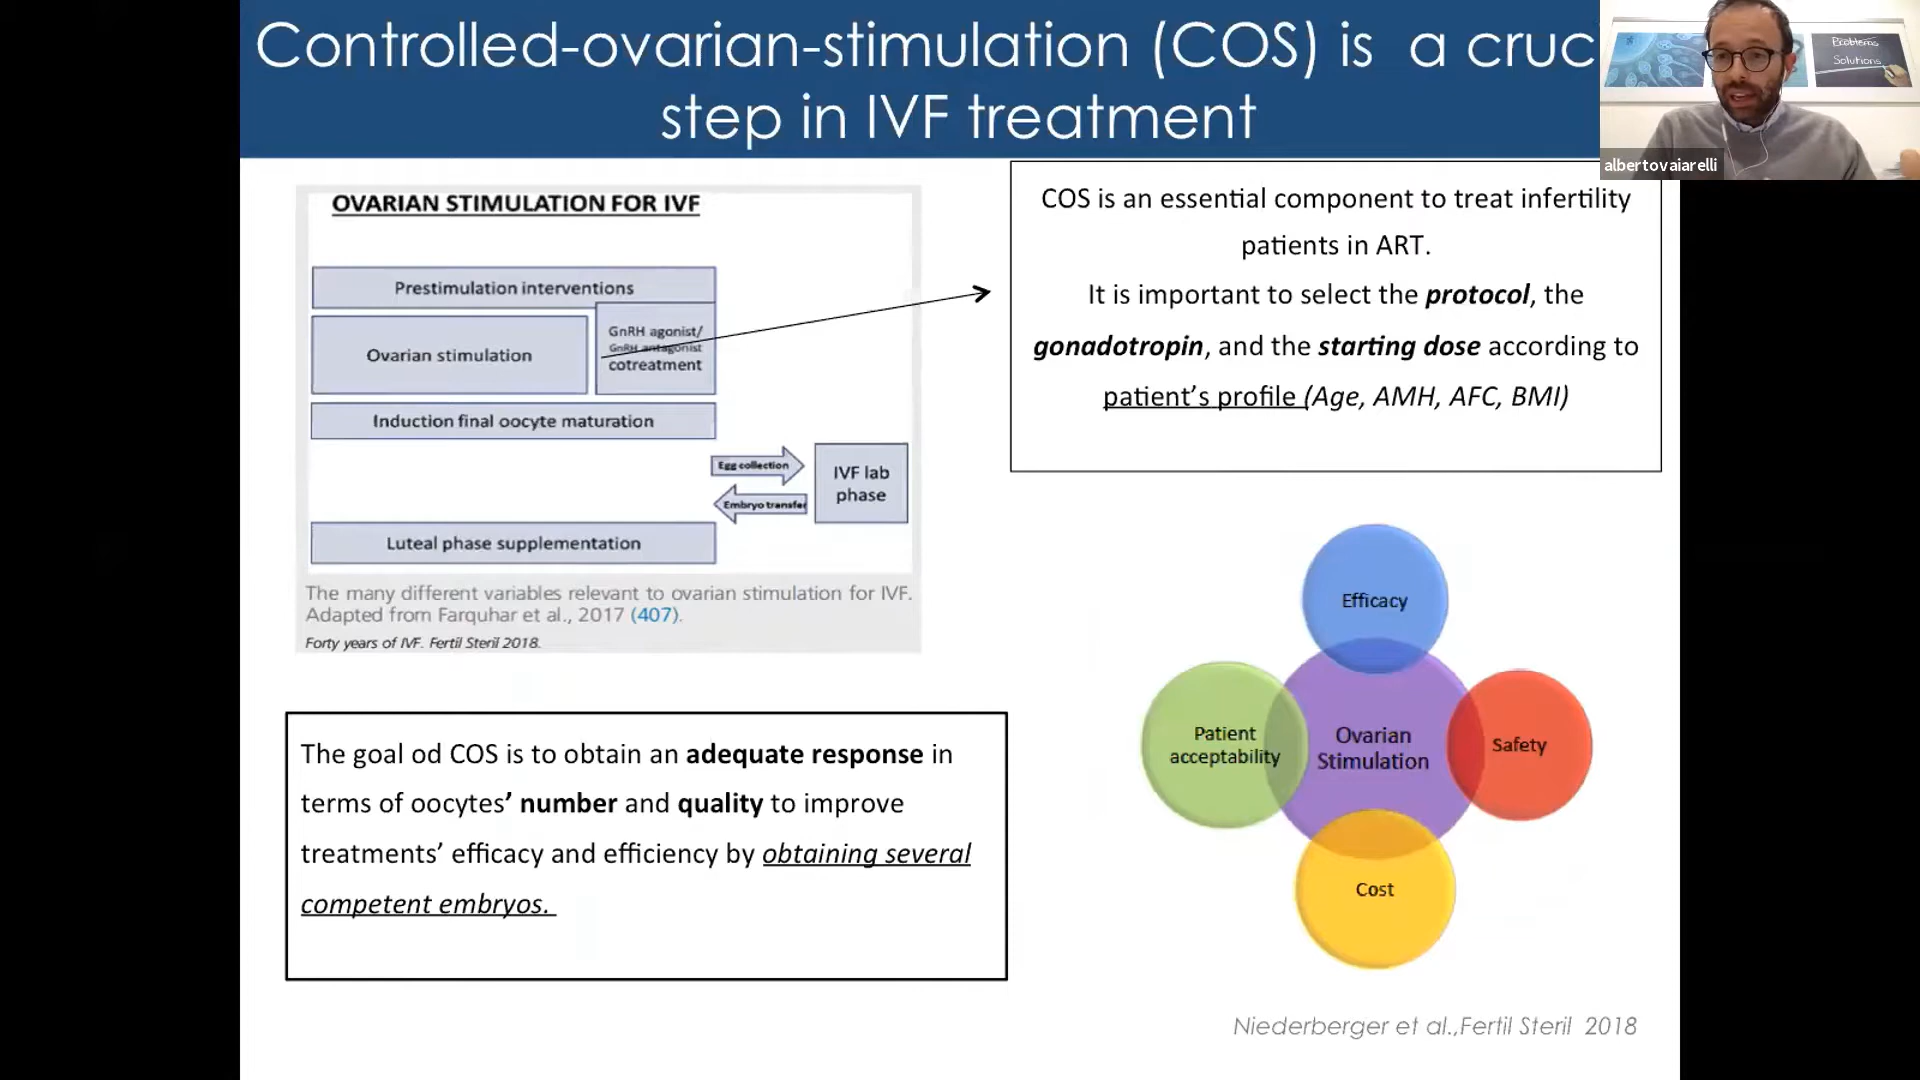 Controlled-ovarian-stimulation (COS) is a cruc
step in IVF treatment
Problems
Solutions
albertovaiarelli
OVARIAN STIMULATION FOR IVF
Prestimulation interventions
Ovarian stimulation
GnRH agonist/
GnRH antagonist
cotreatment
Induction final oocyte maturation
Egg collection
Embryo transfer
IVF lab
phase
Luteal phase supplementation
The many different variables relevant to ovarian stimulation for IVF.
Adapted from Farquhar et al., 2017 (407).
Forty years of IVF. Fertil Steril 2018.
COS is an essential component to treat infertility
patients in ART.
It is important to select the protocol, the
gonadotropin, and the starting dose according to
patient’s profile (Age, AMH, AFC, BMI)
The goal od COS is to obtain an adequate response in
terms of oocytes’ number and quality to improve
treatments’ efficacy and efficiency by obtaining several
competent embryos.
Efficacy
Patient
acceptability
Ovarian
Stimulation
Safety
Cost
Niederberger et al.,Fertil Steril 2018